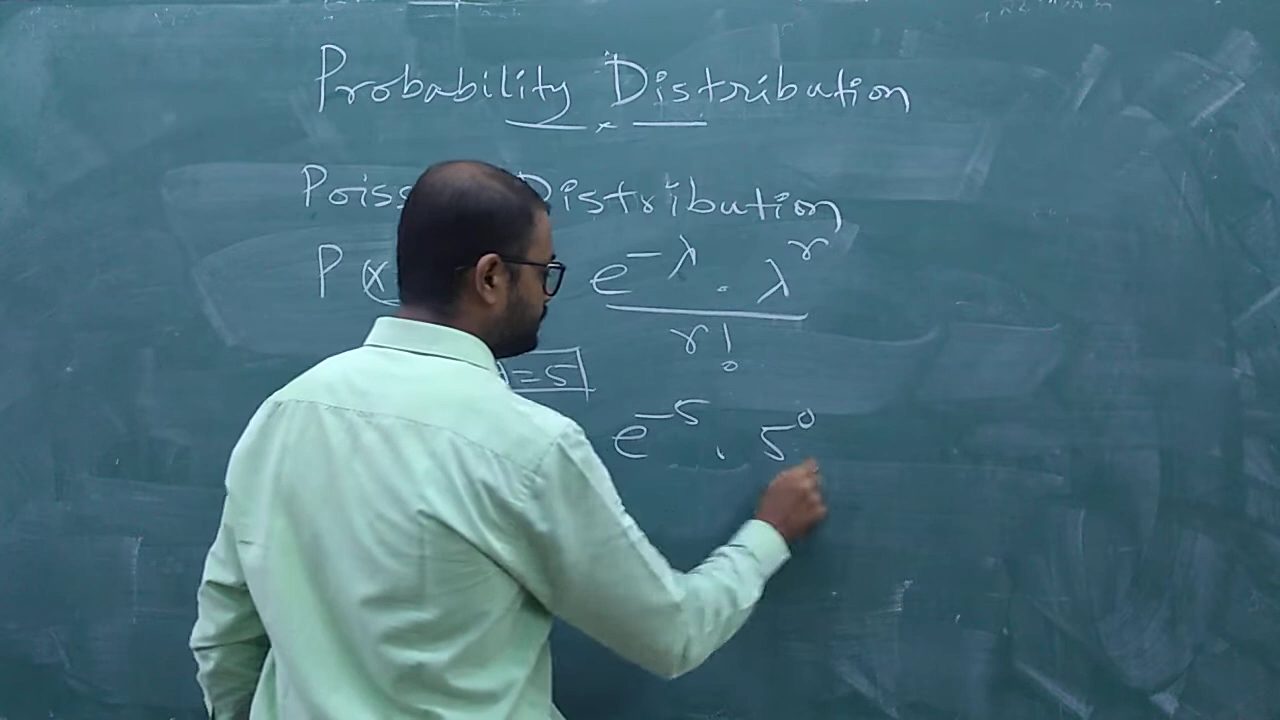 Probability Distribution
x
Poiss Distribution
P(x e^-λ . λ^r
r!
=5
e^-5 . 5^0